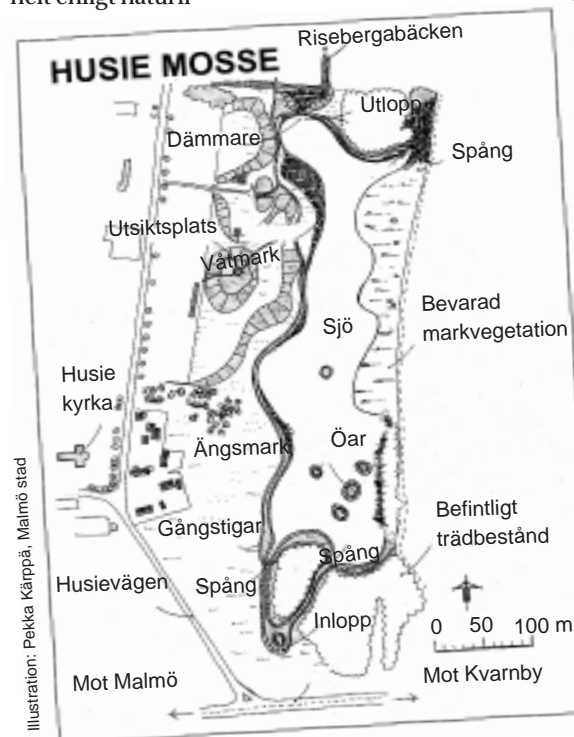 HUSIE MOSSE
Risebergabäcken
Utlopp
Dämmare
Spång
Utsiktsplats
Våtmark
Sjö
Bevarad
markvegetation
Husie
kyrka
Ängsmark
Öar
Befintligt
trädbestånd
Gångstigar
Spång
Spång
Husievägen
Inlopp
0 50 100 m
Mot Malmö
Mot Kvarnby
Illustration: Pekka Kärppä, Malmö stad